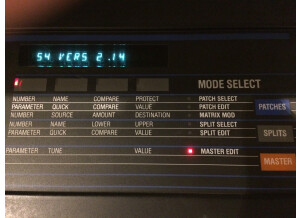 S4 VERS 2.14
MODE SELECT
NUMBER NAME COMPARE PROTECT PATCH SELECT
PARAMETER QUICK COMPARE VALUE PATCH EDIT PATCHES
NUMBER SOURCE AMOUNT DESTINATION MATRIX MOD
NUMBER NAME LOWER UPPER SPLIT SELECT
PARAMETER QUICK COMPARE VALUE SPLIT EDIT SPLITS
PARAMETER TUNE VALUE MASTER EDIT
MASTER